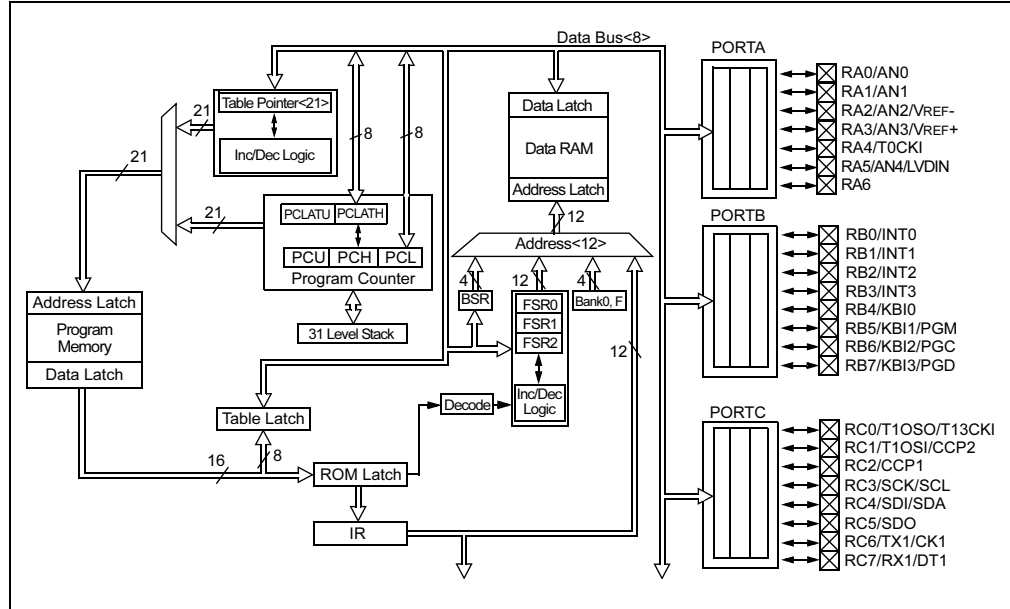 Data Bus<8>
PORTA
RA0/AN0
RA1/AN1
RA2/AN2/VREF-
RA3/AN3/VREF+
RA4/T0CKI
RA5/AN4/LVDIN
RA6
21
Table Pointer<21>
Inc/Dec Logic
8
8
Data Latch
Data RAM
Address Latch
21
21
PCLATU PCLATH
PCU PCH PCL
Program Counter
31 Level Stack
12
Address<12>
4
12
4
BSR
FSR0
FSR1
FSR2
Bank0, F
12
Inc/Dec
Logic
Decode
PORTB
RB0/INT0
RB1/INT1
RB2/INT2
RB3/INT3
RB4/KBI0
RB5/KBI1/PGM
RB6/KBI2/PGC
RB7/KBI3/PGD
Address Latch
Program
Memory
Data Latch
Table Latch
16
8
ROM Latch
IR
PORTC
RC0/T1OSO/T13CKI
RC1/T1OSI/CCP2
RC2/CCP1
RC3/SCK/SCL
RC4/SDI/SDA
RC5/SDO
RC6/TX1/CK1
RC7/RX1/DT1